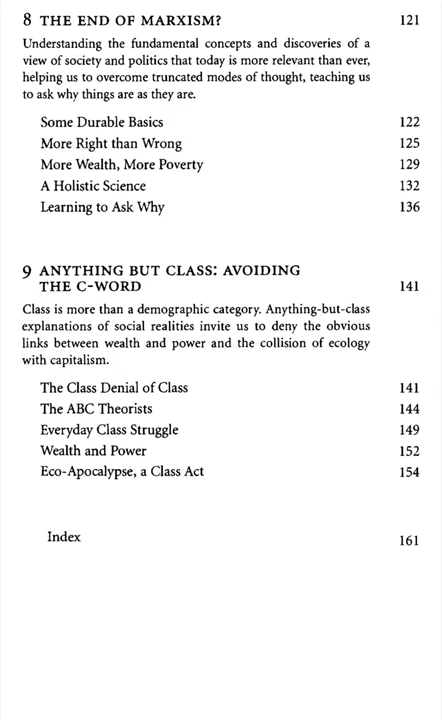 8 THE END OF MARXISM? 121
Understanding the fundamental concepts and discoveries of a
view of society and politics that today is more relevant than ever,
helping us to overcome truncated modes of thought, teaching us
to ask why things are as they are.
Some Durable Basics 122
More Right than Wrong 125
More Wealth, More Poverty 129
A Holistic Science 132
Learning to Ask Why 136
9 ANYTHING BUT CLASS: AVOIDING
THE C-WORD 141
Class is more than a demographic category. Anything-but-class
explanations of social realities invite us to deny the obvious
links between wealth and power and the collision of ecology
with capitalism.
The Class Denial of Class 141
The ABC Theorists 144
Everyday Class Struggle 149
Wealth and Power 152
Eco-Apocalypse, a Class Act 154
Index 161